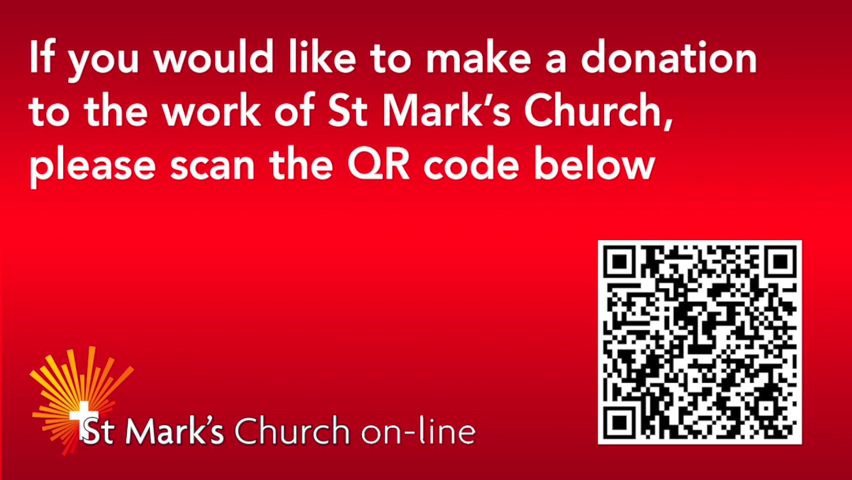 If you would like to make a donation
to the work of St Mark's Church,
please scan the QR code below
St Mark's Church on-line